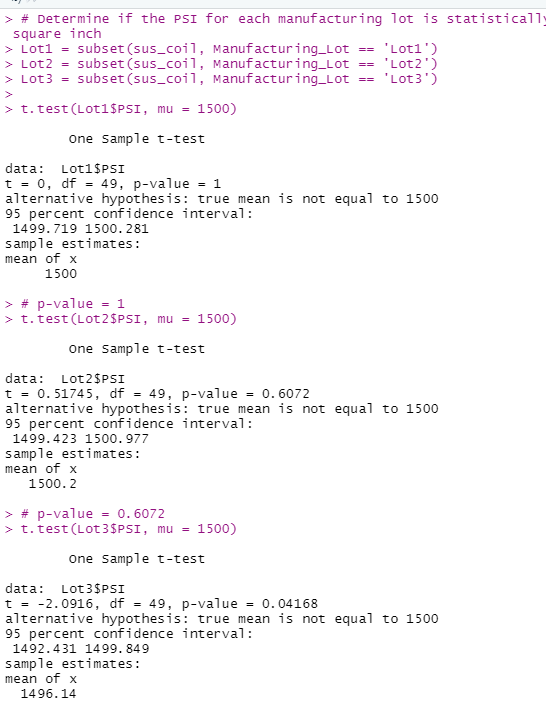 > # Determine if the PSI for each manufacturing lot is statistically
square inch
> Lot1 = subset(sus_coil, Manufacturing_Lot == 'Lot1')
> Lot2 = subset(sus_coil, Manufacturing_Lot == 'Lot2')
> Lot3 = subset(sus_coil, Manufacturing_Lot == 'Lot3')
>
> t.test(Lot1$PSI, mu = 1500)
One Sample t-test
data:  Lot1$PSI
t = 0, df = 49, p-value = 1
alternative hypothesis: true mean is not equal to 1500
95 percent confidence interval:
1499.719 1500.281
sample estimates:
mean of x
1500
> # p-value = 1
> t.test(Lot2$PSI, mu = 1500)
One Sample t-test
data:  Lot2$PSI
t = 0.51745, df = 49, p-value = 0.6072
alternative hypothesis: true mean is not equal to 1500
95 percent confidence interval:
1499.423 1500.977
sample estimates:
mean of x
1500.2
> # p-value = 0.6072
> t.test(Lot3$PSI, mu = 1500)
One Sample t-test
data:  Lot3$PSI
t = -2.0916, df = 49, p-value = 0.04168
alternative hypothesis: true mean is not equal to 1500
95 percent confidence interval:
1492.431 1499.849
sample estimates:
mean of x
1496.14